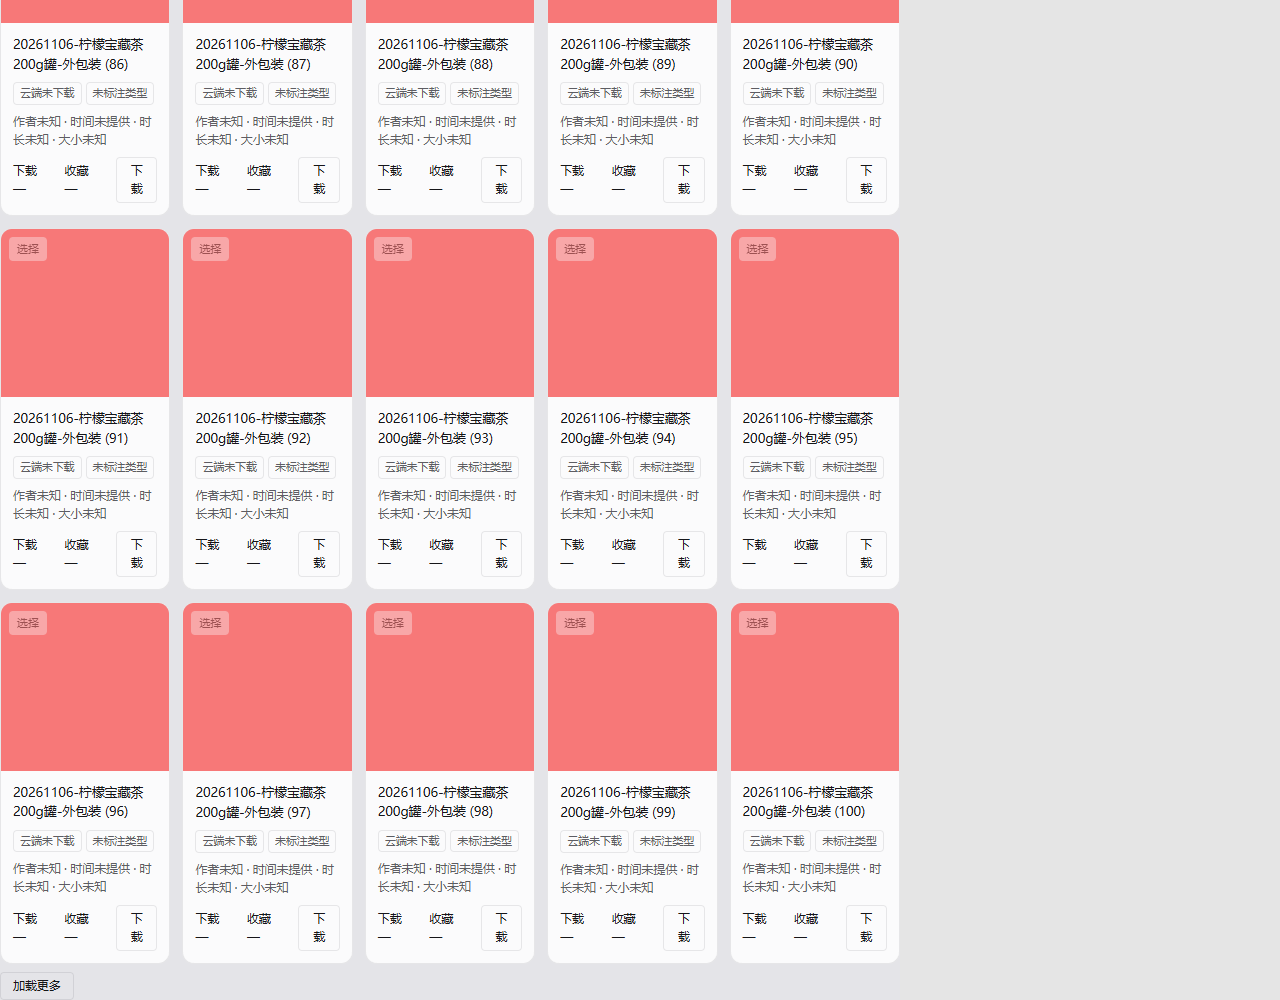 20261106-柠檬宝藏茶
200g罐-外包装 (86)
云端未下载 未标注类型
作者未知 · 时间未提供 · 时
长未知 · 大小未知
下载
—
收藏
—
下
载
20261106-柠檬宝藏茶
200g罐-外包装 (87)
云端未下载 未标注类型
作者未知 · 时间未提供 · 时
长未知 · 大小未知
下载
—
收藏
—
下
载
20261106-柠檬宝藏茶
200g罐-外包装 (88)
云端未下载 未标注类型
作者未知 · 时间未提供 · 时
长未知 · 大小未知
下载
—
收藏
—
下
载
20261106-柠檬宝藏茶
200g罐-外包装 (89)
云端未下载 未标注类型
作者未知 · 时间未提供 · 时
长未知 · 大小未知
下载
—
收藏
—
下
载
20261106-柠檬宝藏茶
200g罐-外包装 (90)
云端未下载 未标注类型
作者未知 · 时间未提供 · 时
长未知 · 大小未知
下载
—
收藏
—
下
载
选择
20261106-柠檬宝藏茶
200g罐-外包装 (91)
云端未下载 未标注类型
作者未知 · 时间未提供 · 时
长未知 · 大小未知
下载
—
收藏
—
下
载
选择
20261106-柠檬宝藏茶
200g罐-外包装 (92)
云端未下载 未标注类型
作者未知 · 时间未提供 · 时
长未知 · 大小未知
下载
—
收藏
—
下
载
选择
20261106-柠檬宝藏茶
200g罐-外包装 (93)
云端未下载 未标注类型
作者未知 · 时间未提供 · 时
长未知 · 大小未知
下载
—
收藏
—
下
载
选择
20261106-柠檬宝藏茶
200g罐-外包装 (94)
云端未下载 未标注类型
作者未知 · 时间未提供 · 时
长未知 · 大小未知
下载
—
收藏
—
下
载
选择
20261106-柠檬宝藏茶
200g罐-外包装 (95)
云端未下载 未标注类型
作者未知 · 时间未提供 · 时
长未知 · 大小未知
下载
—
收藏
—
下
载
选择
20261106-柠檬宝藏茶
200g罐-外包装 (96)
云端未下载 未标注类型
作者未知 · 时间未提供 · 时
长未知 · 大小未知
下载
—
收藏
—
下
载
选择
20261106-柠檬宝藏茶
200g罐-外包装 (97)
云端未下载 未标注类型
作者未知 · 时间未提供 · 时
长未知 · 大小未知
下载
—
收藏
—
下
载
选择
20261106-柠檬宝藏茶
200g罐-外包装 (98)
云端未下载 未标注类型
作者未知 · 时间未提供 · 时
长未知 · 大小未知
下载
—
收藏
—
下
载
选择
20261106-柠檬宝藏茶
200g罐-外包装 (99)
云端未下载 未标注类型
作者未知 · 时间未提供 · 时
长未知 · 大小未知
下载
—
收藏
—
下
载
选择
20261106-柠檬宝藏茶
200g罐-外包装 (100)
云端未下载 未标注类型
作者未知 · 时间未提供 · 时
长未知 · 大小未知
下载
—
收藏
—
下
载
加载更多